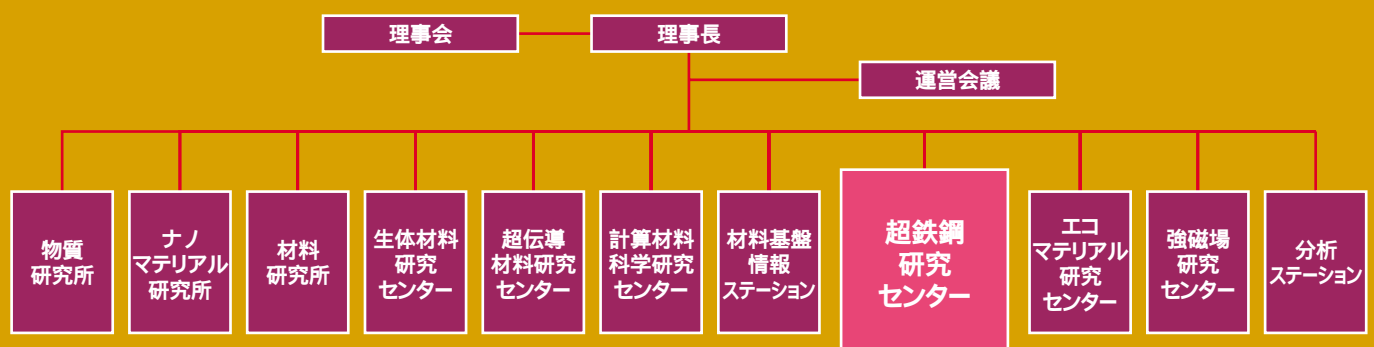 理事会
理事長
運営会議
物質
研究所
ナノ
マテリアル
研究所
材料
研究所
生体材料
研究
センター
超伝導
材料研究
センター
計算材料
科学研究
センター
材料基盤
情報
ステーション
超鉄鋼
研究
センター
エコ
マテリアル
研究
センター
強磁場
研究
センター
分析
ステーション